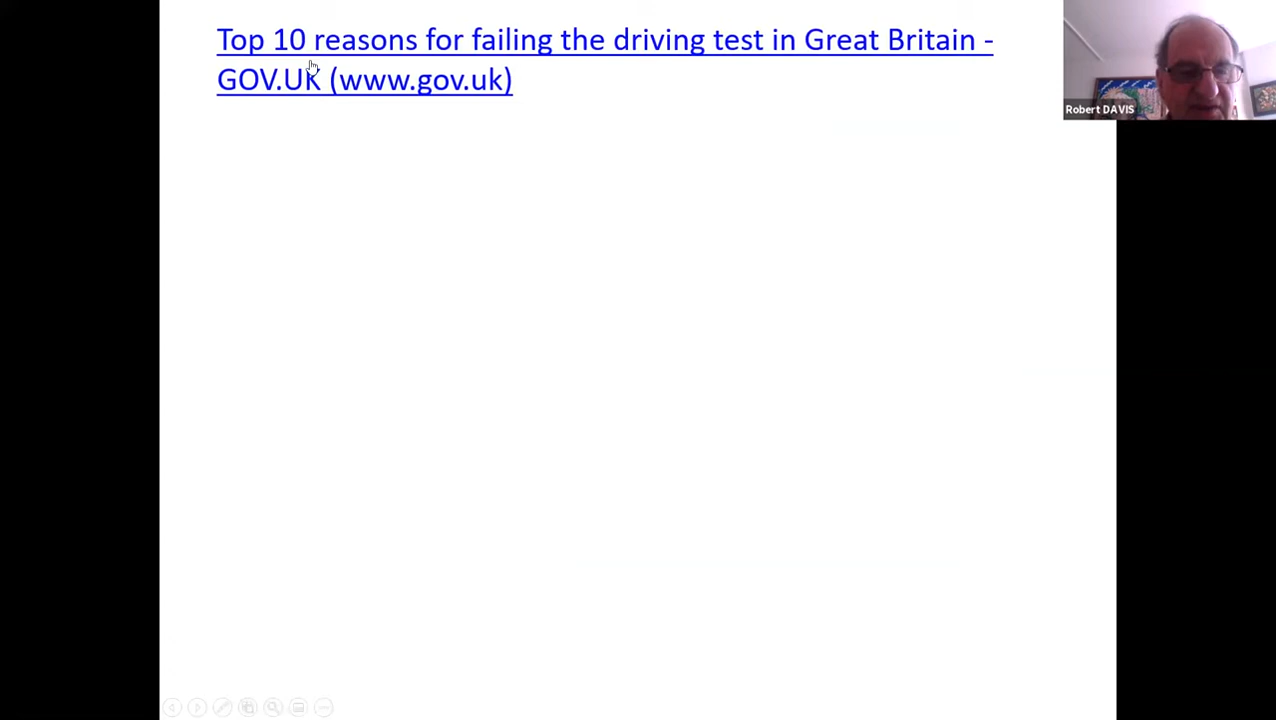 Top 10 reasons for failing the driving test in Great Britain -
GOV.UK (www.gov.uk)
Robert DAVIS